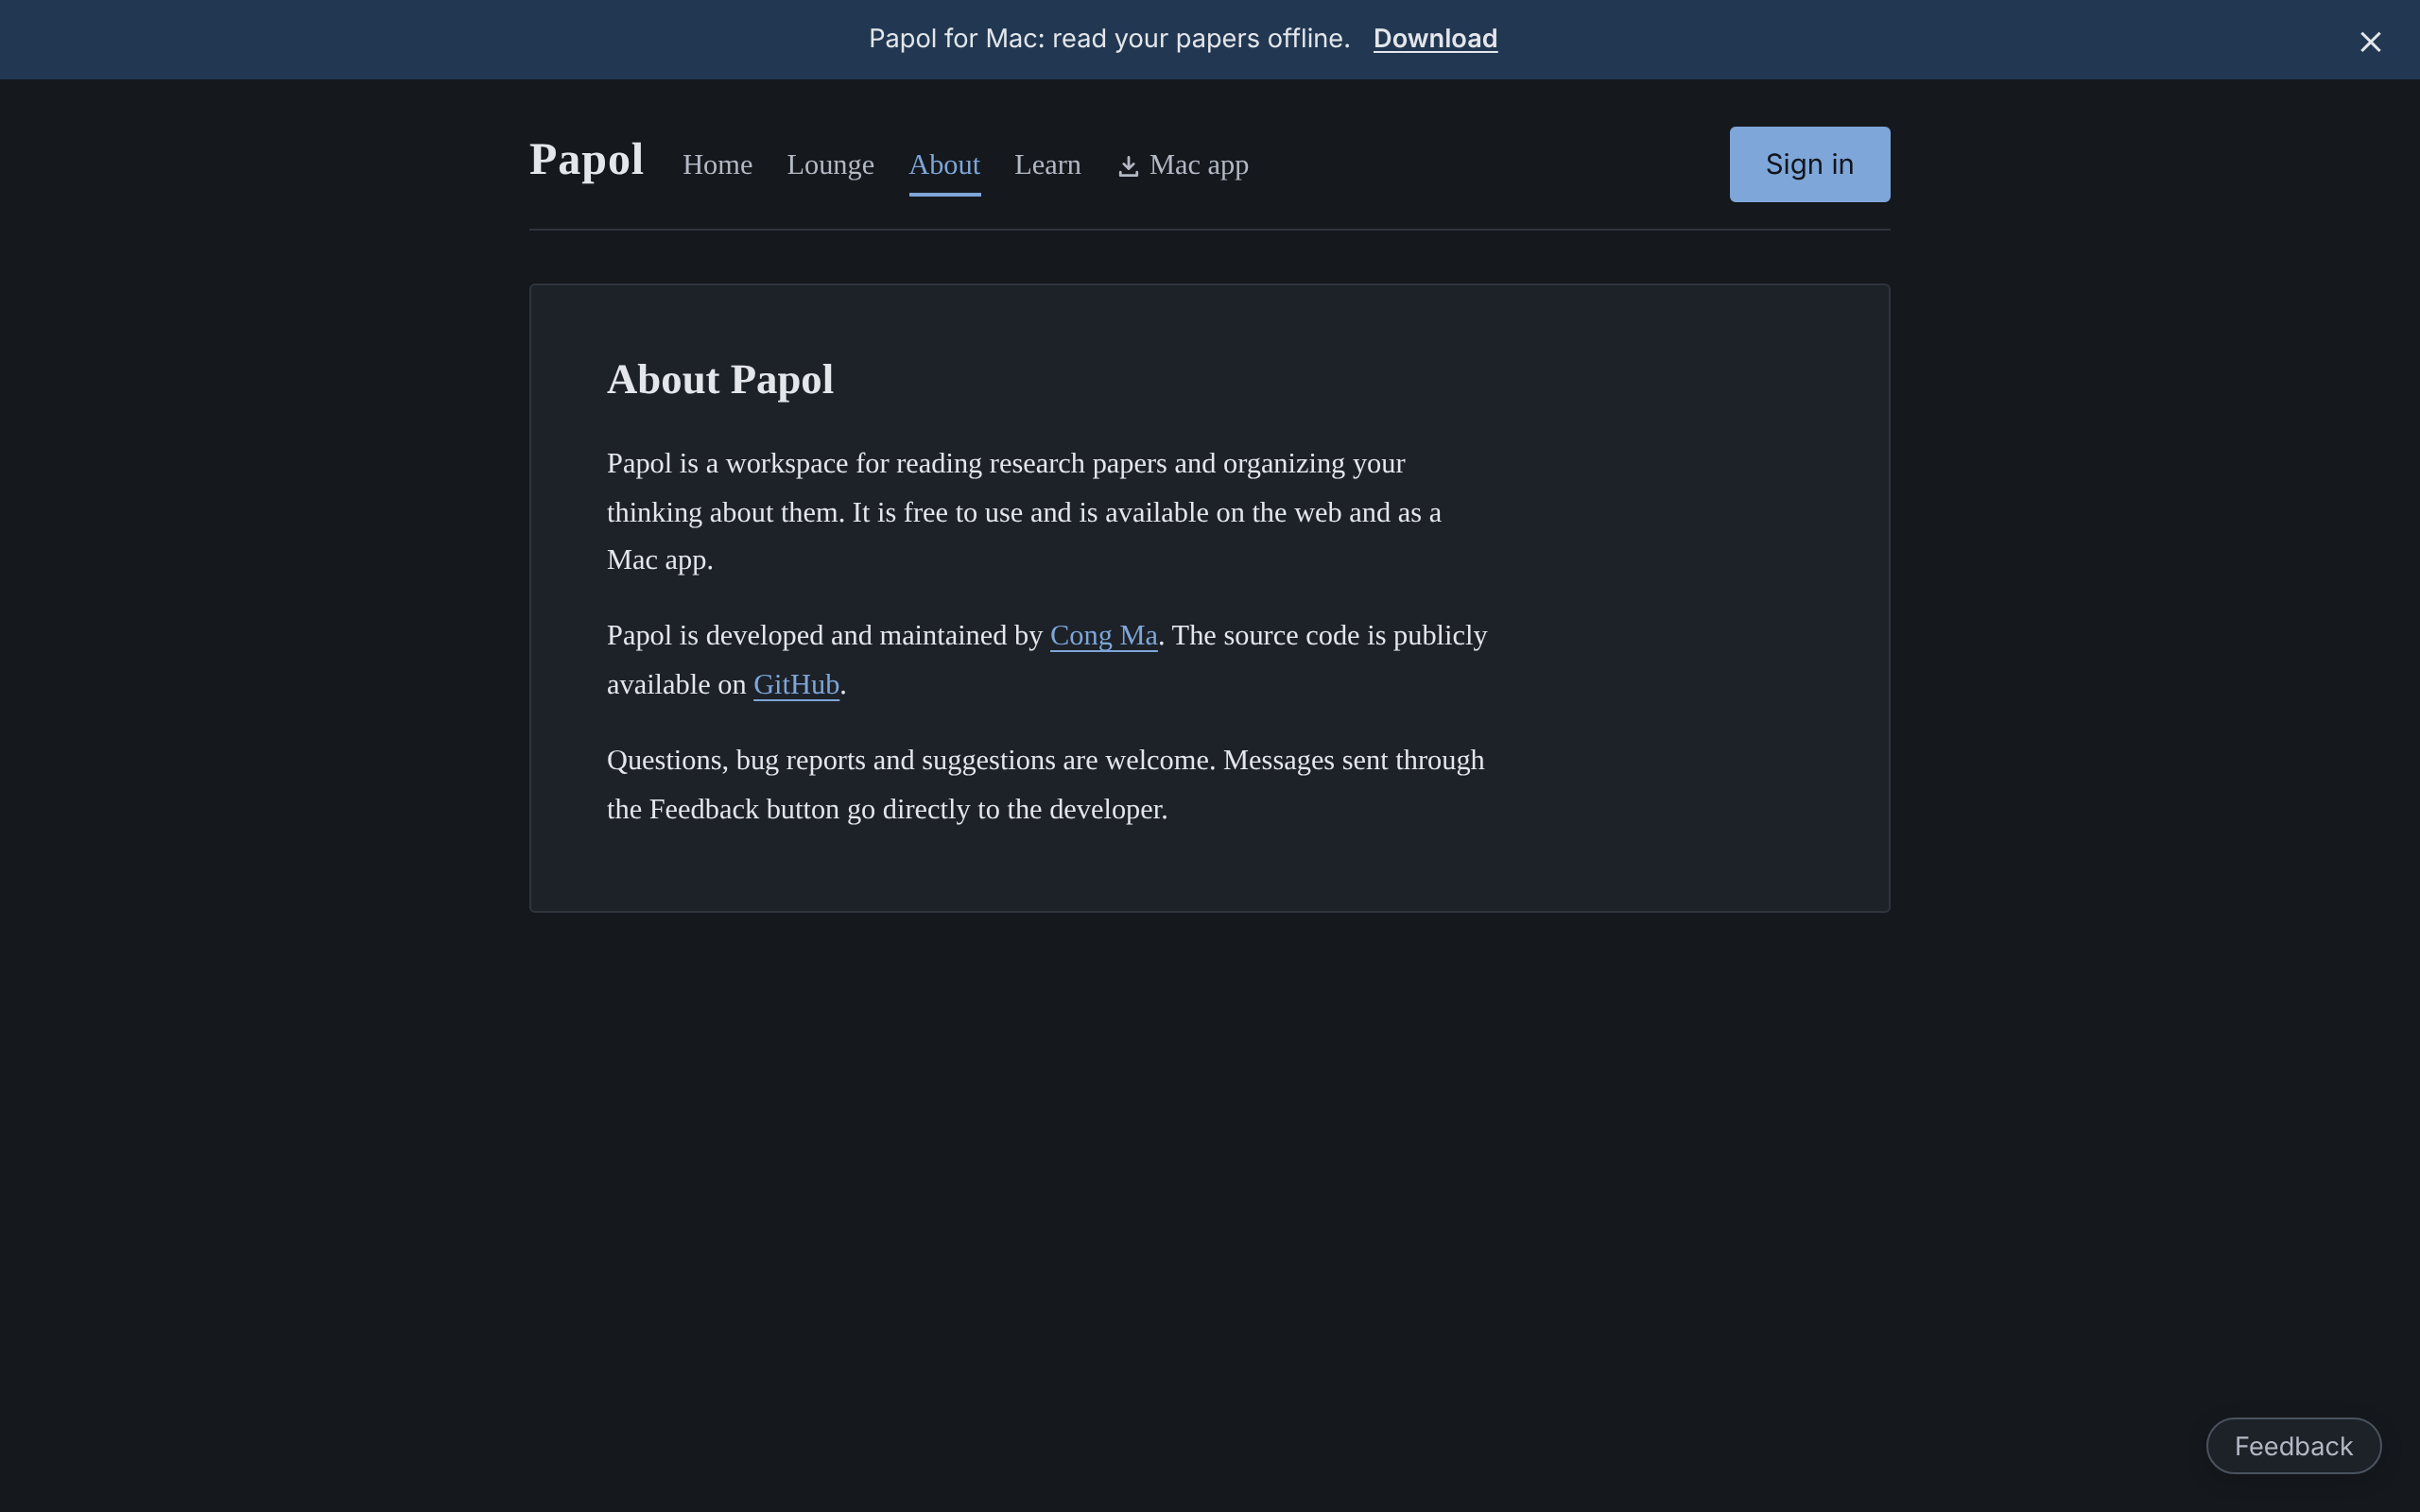 Papol for Mac: read your papers offline. Download
Papol Home Lounge About Learn Mac app Sign in
About Papol
Papol is a workspace for reading research papers and organizing your
thinking about them. It is free to use and is available on the web and as a
Mac app.
Papol is developed and maintained by Cong Ma. The source code is publicly
available on GitHub.
Questions, bug reports and suggestions are welcome. Messages sent through
the Feedback button go directly to the developer.
Feedback